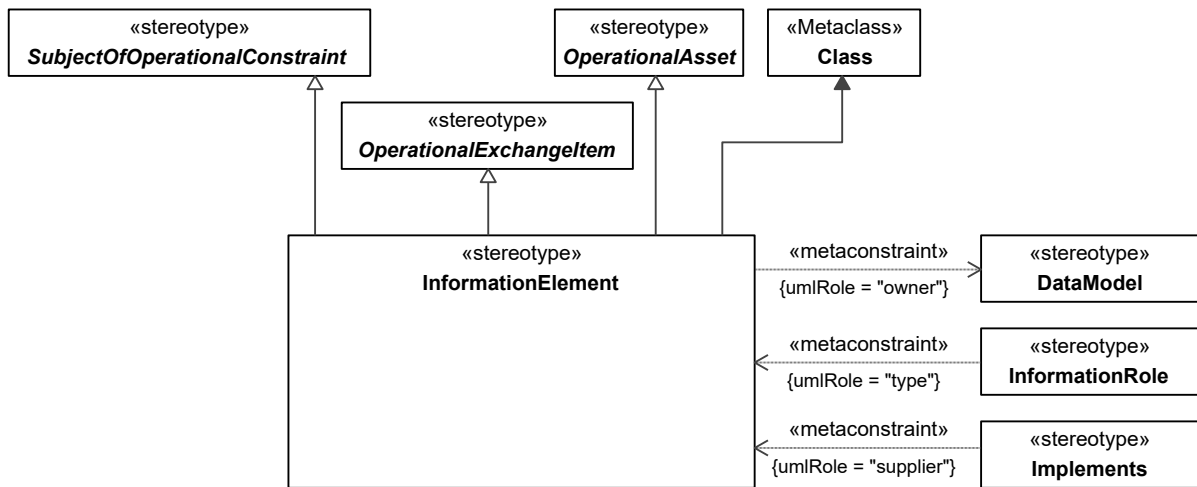 «stereotype»
SubjectOfOperationalConstraint
«stereotype»
OperationalAsset
«Metaclass»
Class
«stereotype»
OperationalExchangeItem
«stereotype»
InformationElement
«metaconstraint»
{umlRole = "owner"}
«stereotype»
DataModel
«metaconstraint»
{umlRole = "type"}
«stereotype»
InformationRole
«metaconstraint»
{umlRole = "supplier"}
«stereotype»
Implements